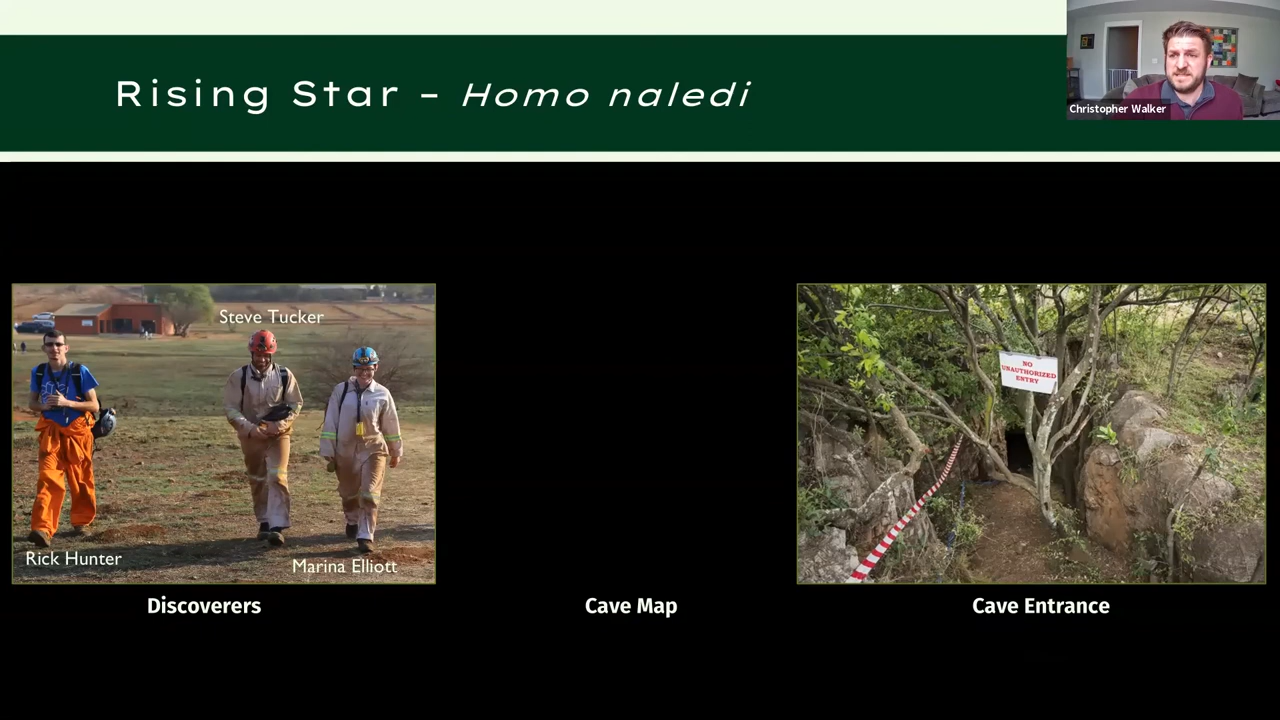 Rising Star – Homo naledi
Christopher Walker
Steve Tucker
Rick Hunter
Marina Elliott
NO
UNAUTHORIZED
ENTRY
Discoverers
Cave Map
Cave Entrance